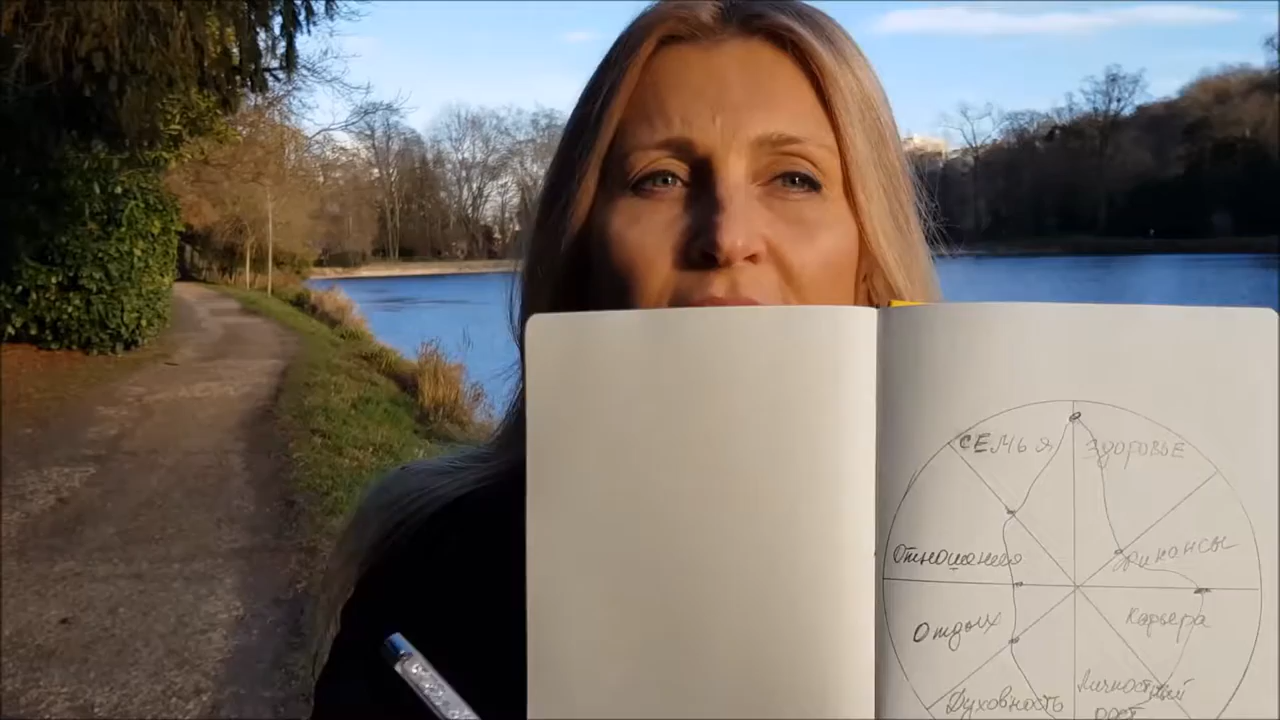 Семья
Здоровье
Отношения
Финансы
Отдых
Карьера
Духовность
Личностный
рост